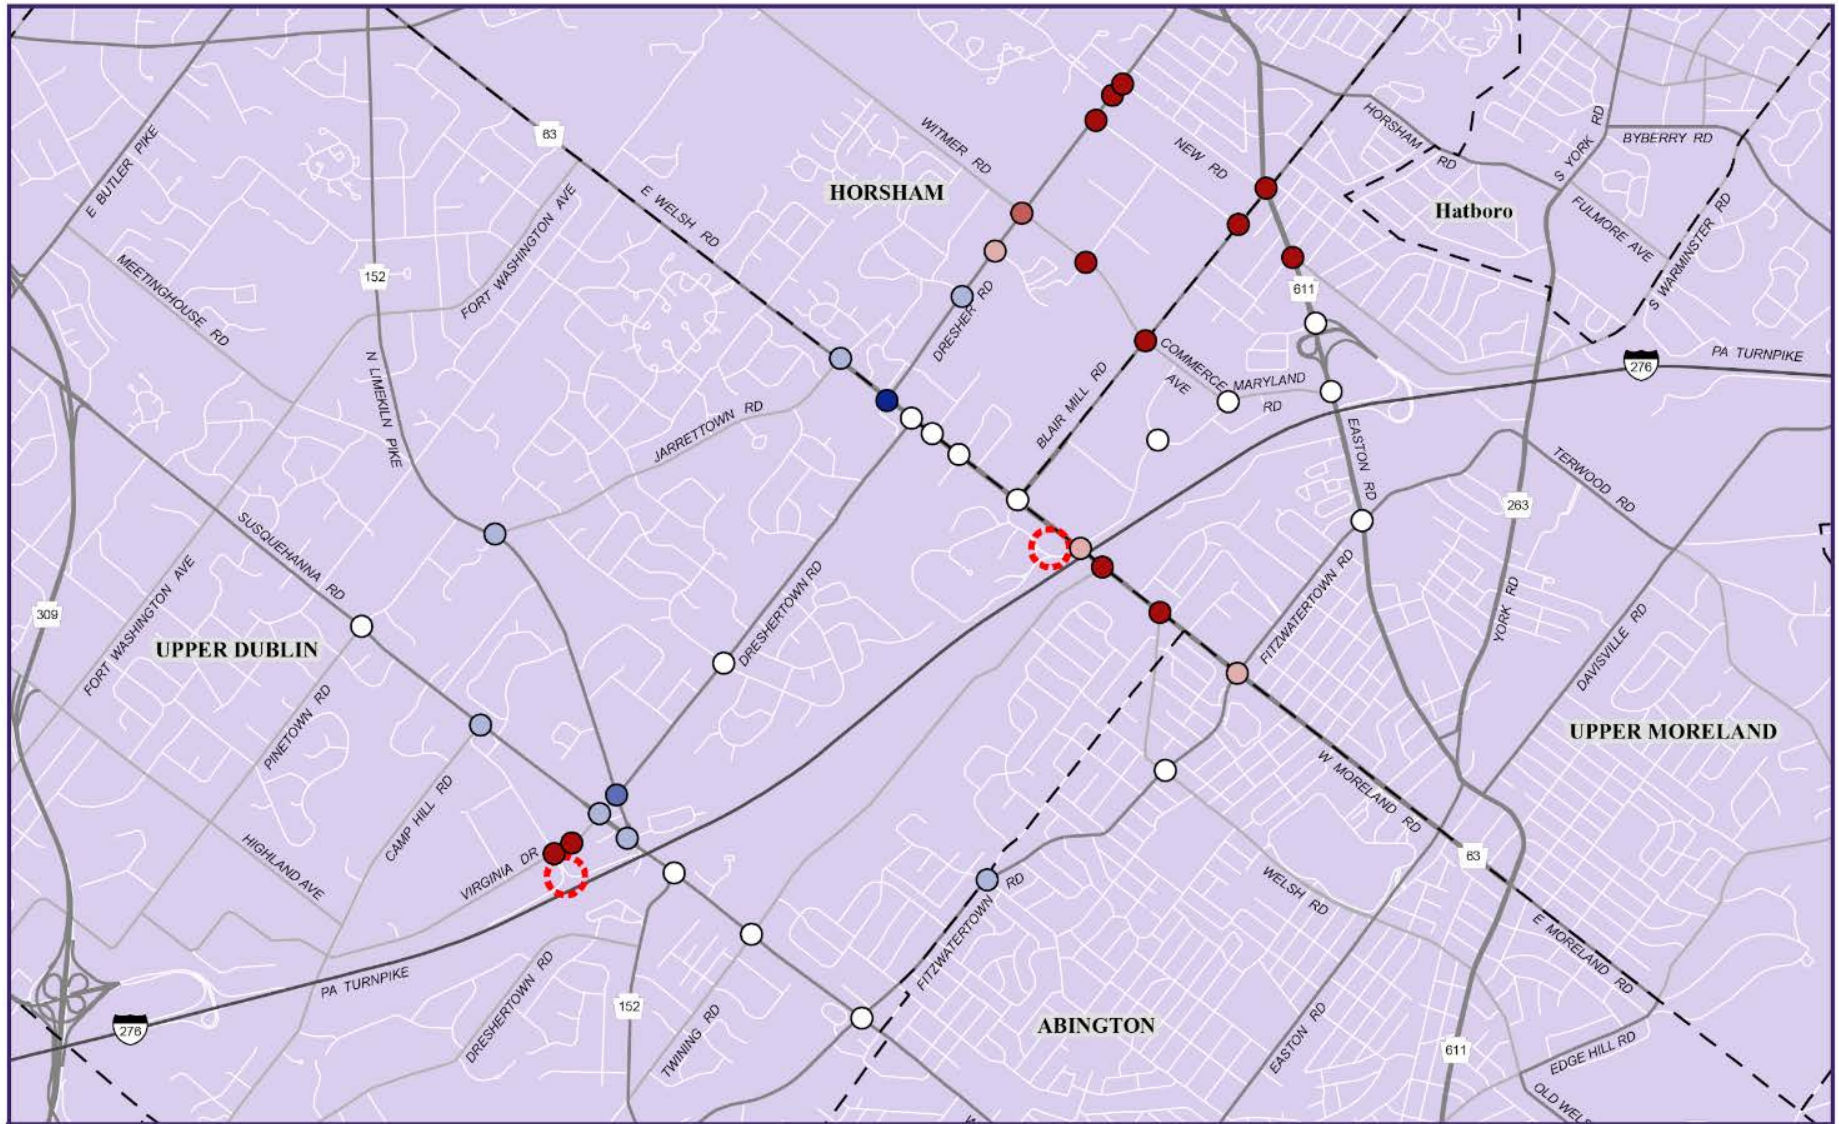 63
E BUTLER PIKE
WITMER RD
NEW RD
HORSHAM RD
S YORK RD
BYBERRY RD
HORSHAM
Hatboro
E WELSH RD
FORT WASHINGTON AVE
FULMORE AVE
S WARMINSTER RD
MEETINGHOUSE RD
152
611
DRESHER RD
N LIMEKILN PIKE
PA TURNPIKE
276
COMMERCE AVE
MARYLAND RD
BLAIR MILL RD
JARRETTOWN RD
EASTON RD
TERWOOD RD
263
SUSQUEHANNA RD
FORT WASHINGTON AVE
309
DRESHERTOWN RD
FITZWATERTOWN RD
YORK RD
DAVISVILLE RD
UPPER DUBLIN
PINETOWN RD
UPPER MORELAND
W MORELAND RD
CAMP HILL RD
HIGHLAND AVE
VIRGINIA DR
63
WELSH RD
FITZWATERTOWN RD
E MORELAND RD
PA TURNPIKE
276
DRESHERTOWN RD
152
TWINING RD
ABINGTON
EASTON RD
611
EDGE HILL RD
OLD WELS